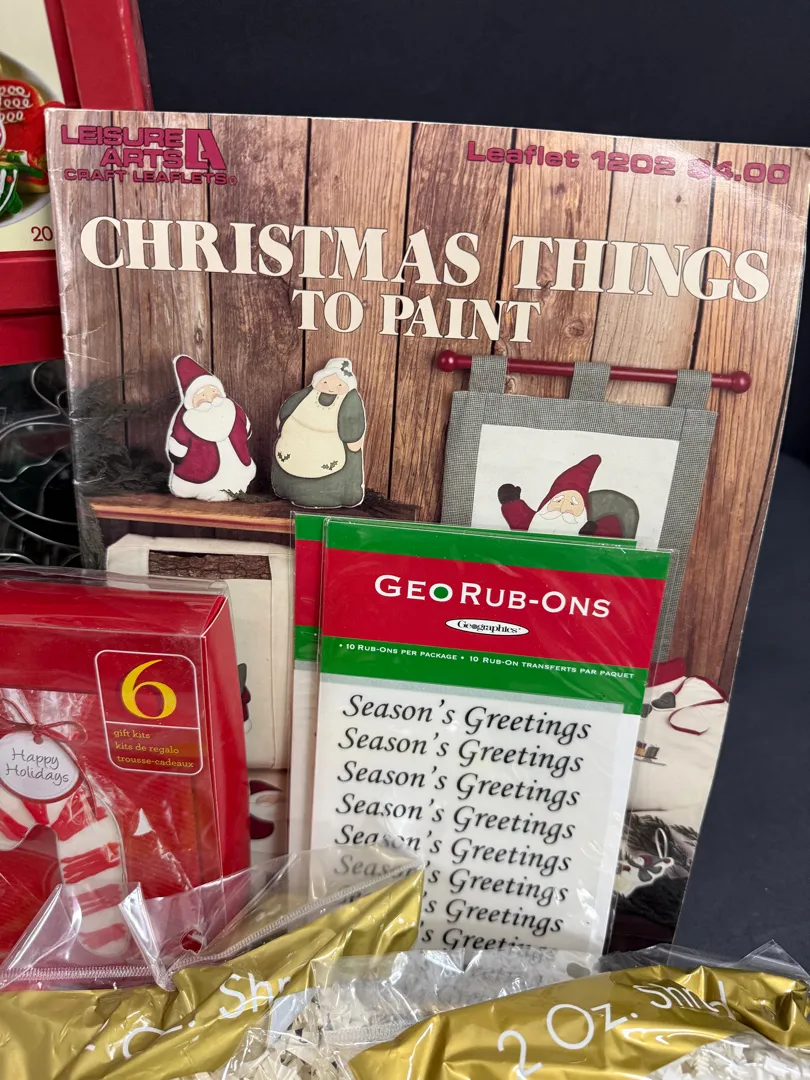 LEISURE
ARTS
CRAFT LEAFLETS
Leaflet 1202 $4.00
CHRISTMAS THINGS
TO PAINT
20
GEO RUB-ONS
Geographics
• 10 RUB-ONS PER PACKAGE • 10 RUB-ON TRANSFERTS PAR PAQUET
Season's Greetings
Season's Greetings
Season's Greetings
Season's Greetings
Season's Greetings
Season's Greetings
's Greetings
's Greetings
6
gift kits
kits de regalo
trousse-cadeaux
Happy
Holidays
2 Oz.